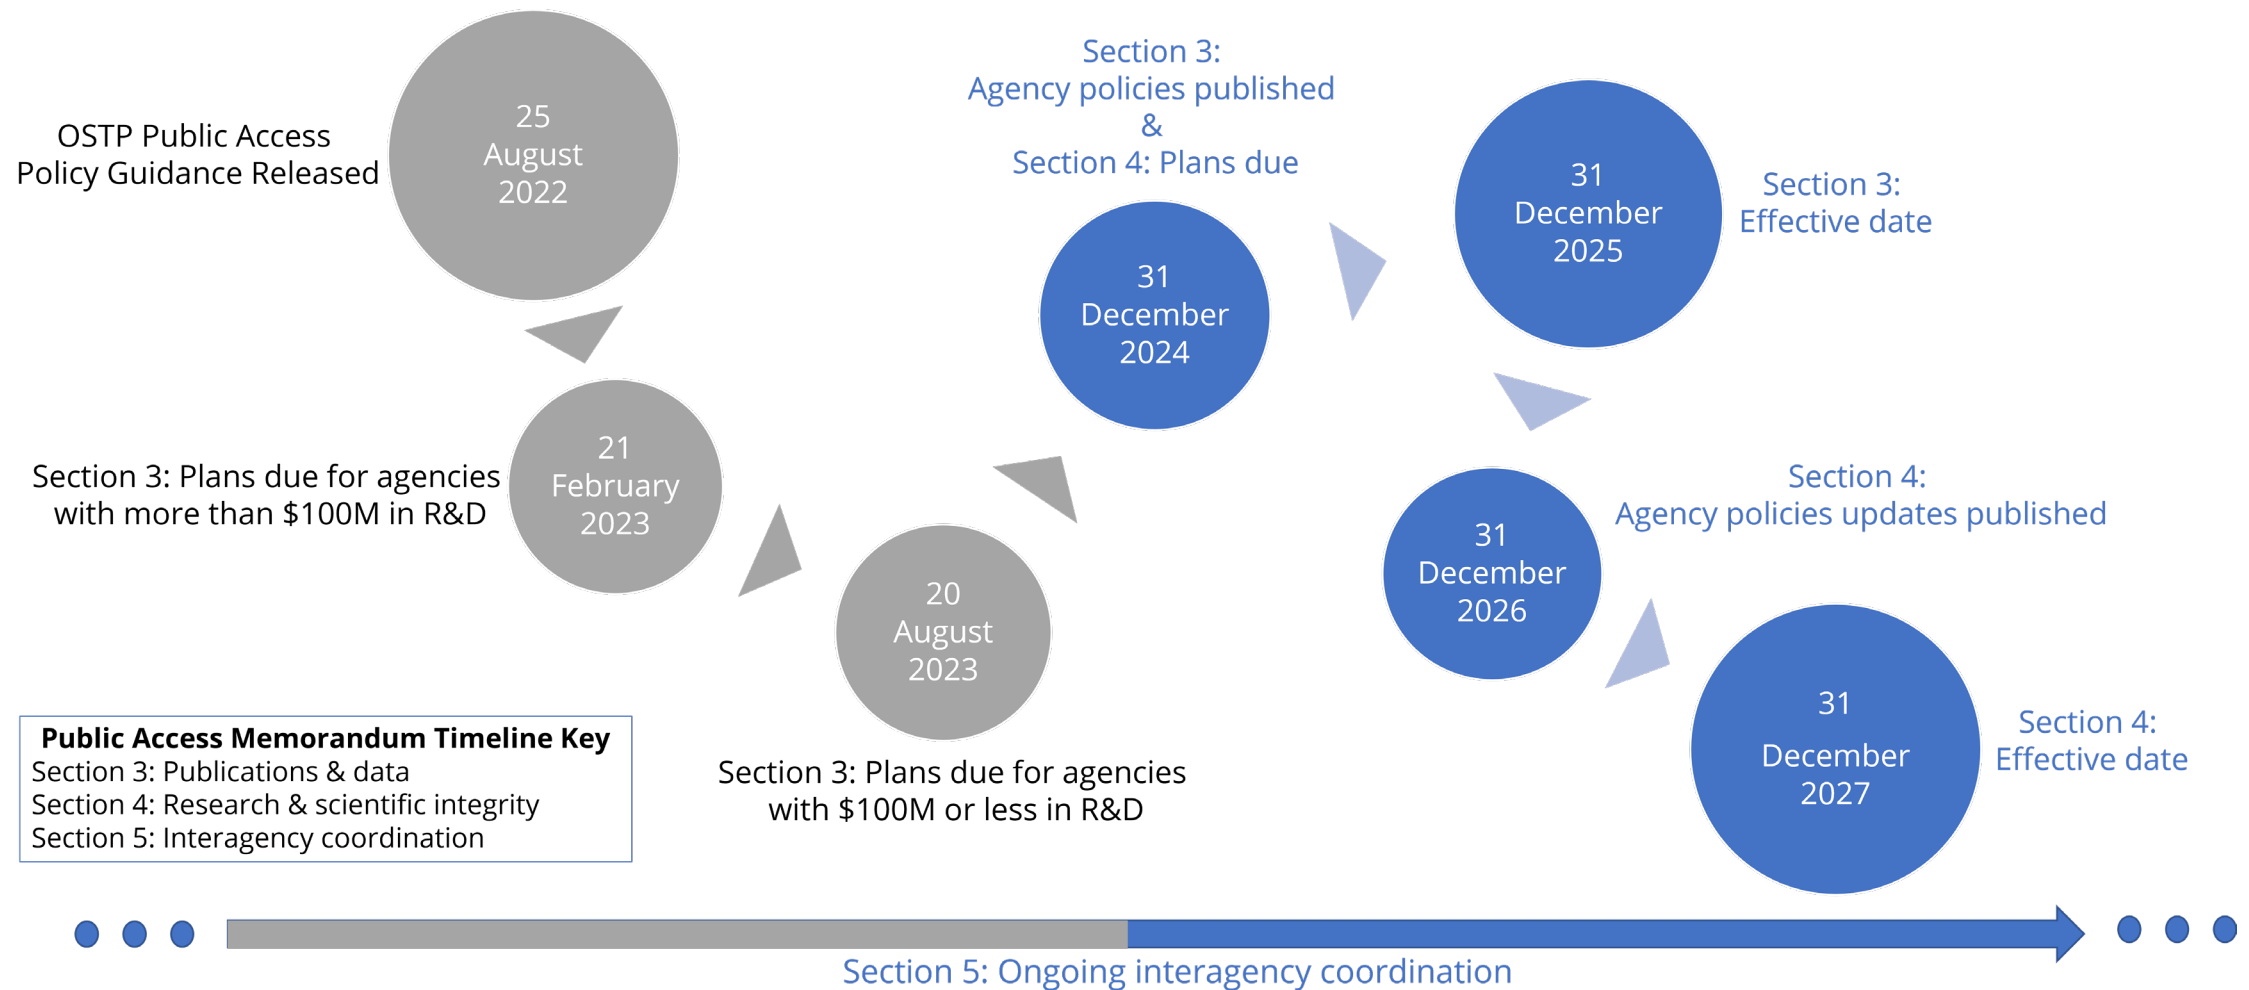 OSTP Public Access
Policy Guidance Released
25
August
2022
Section 3: Plans due for agencies
with more than $100M in R&D
21
February
2023
20
August
2023
Section 3: Plans due for agencies
with $100M or less in R&D
Section 3:
Agency policies published
&
Section 4: Plans due
31
December
2024
31
December
2025
Section 3:
Effective date
31
December
2026
Section 4:
Agency policies updates published
31
December
2027
Section 4:
Effective date
Public Access Memorandum Timeline Key
Section 3: Publications & data
Section 4: Research & scientific integrity
Section 5: Interagency coordination
Section 5: Ongoing interagency coordination